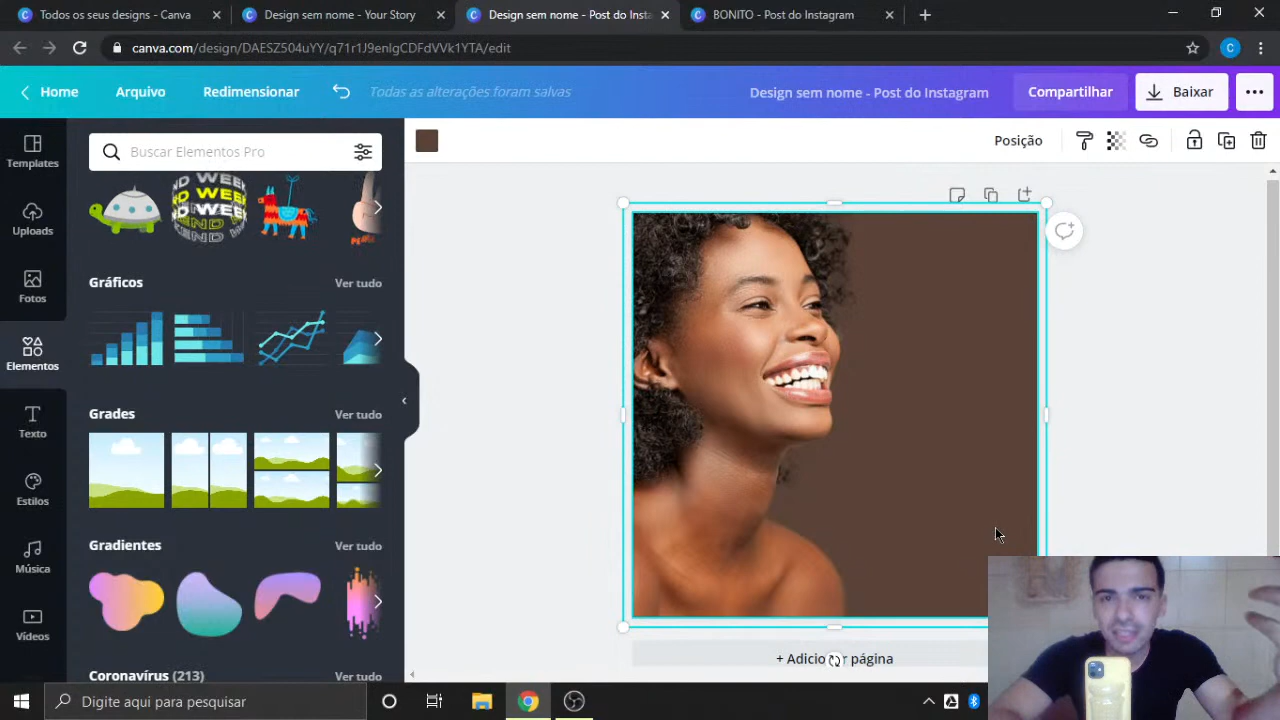 Todos os seus designs - Canva
Design sem nome - Your Story
Design sem nome - Post do Insta
BONITO - Post do Instagram
canva.com/design/DAESZ504uYY/q71r1J9enIgCDFdVVk1YTA/edit
C
Home
Arquivo
Redimensionar
Todas as alterações foram salvas
Design sem nome - Post do Instagram
Compartilhar
Baixar
Templates
Uploads
Fotos
Elementos
Texto
Estilos
Música
Vídeos
Buscar Elementos Pro
Posição
END WEEK
Gráficos
Ver tudo
Grades
Ver tudo
Gradientes
Ver tudo
Coronavírus (213)
+ Adicio r página
Digite aqui para pesquisar